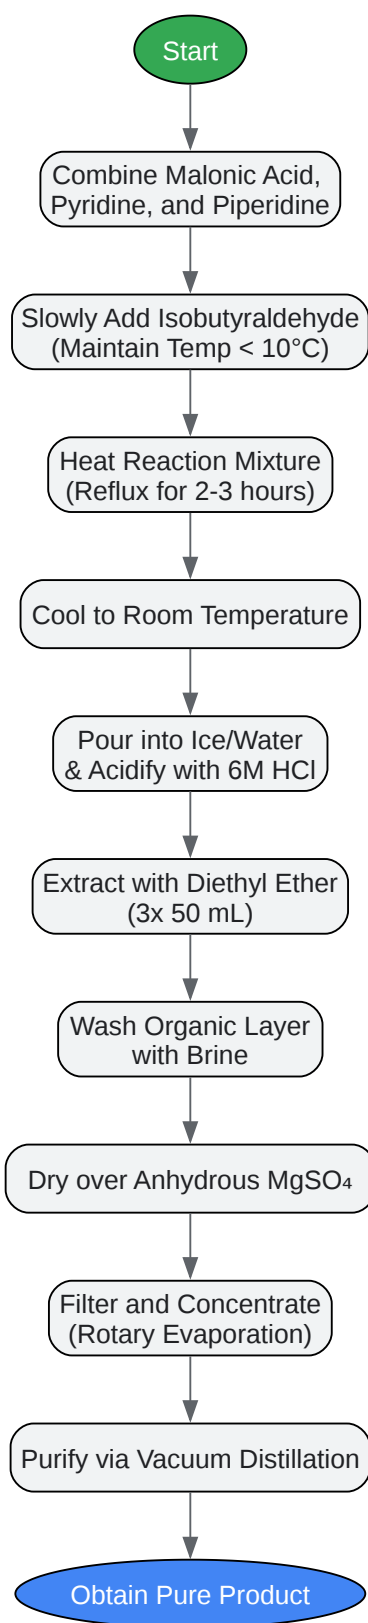 Start
Combine Malonic Acid,
Pyridine, and Piperidine
Slowly Add Isobutyraldehyde
(Maintain Temp < 10°C)
Heat Reaction Mixture
(Reflux for 2-3 hours)
Cool to Room Temperature
Pour into Ice/Water
& Acidify with 6M HCl
Extract with Diethyl Ether
(3x 50 mL)
Wash Organic Layer
with Brine
Dry over Anhydrous MgSO₄
Filter and Concentrate
(Rotary Evaporation)
Purify via Vacuum Distillation
Obtain Pure Product